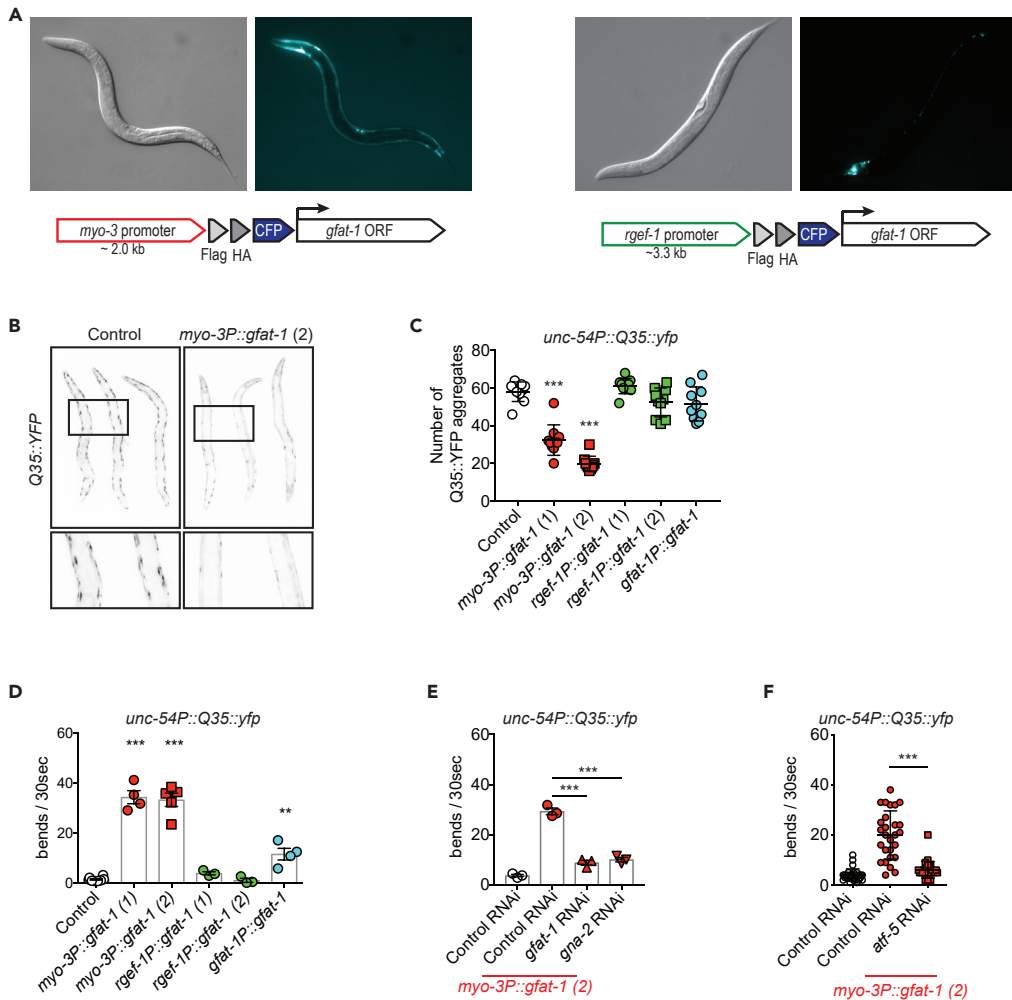 A
myo-3 promoter
~ 2.0 kb
Flag HA
CFP
gfat-1 ORF
rgef-1 promoter
~3.3 kb
Flag HA
CFP
gfat-1 ORF
B
Control
myo-3P::gfat-1 (2)
Q35::YFP
C
unc-54P::Q35::yfp
Number of
Q35::YFP aggregates
80
60
40
20
0
***
***
Control
myo-3P::gfat-1 (1)
myo-3P::gfat-1 (2)
rgef-1P::gfat-1 (1)
rgef-1P::gfat-1 (2)
gfat-1P::gfat-1
D
unc-54P::Q35::yfp
bends / 30sec
60
40
20
0
***
***
**
Control
myo-3P::gfat-1 (1)
myo-3P::gfat-1 (2)
rgef-1P::gfat-1 (1)
rgef-1P::gfat-1 (2)
gfat-1P::gfat-1
E
unc-54P::Q35::yfp
bends / 30sec
60
40
20
0
***
***
Control RNAi
Control RNAi
gfat-1 RNAi
gna-2 RNAi
myo-3P::gfat-1 (2)
F
unc-54P::Q35::yfp
bends / 30sec
60
40
20
0
***
Control RNAi
Control RNAi
atf-5 RNAi
myo-3P::gfat-1 (2)